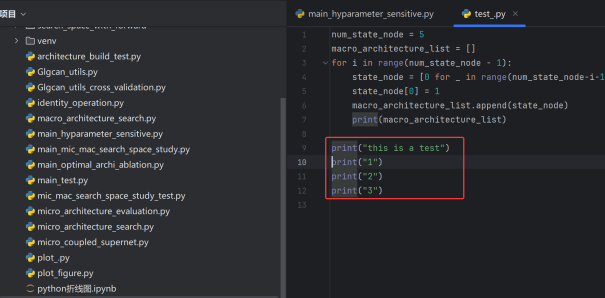 项目
search_space_with_forward
venv
architecture_build_test.py
Glgcan_utils.py
Glgcan_utils_cross_validation.py
identity_operation.py
macro_architecture_search.py
main_hyparameter_sensitive.py
main_mic_mac_search_space_study.py
main_optimal_archi_ablation.py
main_test.py
mic_mac_search_space_study_test.py
micro_architecture_evaluation.py
micro_architecture_search.py
micro_coupled_supernet.py
plot_.py
plot_figure.py
python折线图.ipynb
main_hyparameter_sensitive.py test_.py
1 num_state_node = 5
2 macro_architecture_list = []
3 for i in range(num_state_node - 1):
4 state_node = [0 for _ in range(num_state_node-i-1
5 state_node[0] = 1
6 macro_architecture_list.append(state_node)
7 print(macro_architecture_list)
8
9 print("this is a test")
10 print("1")
11 print("2")
12 print("3")
13